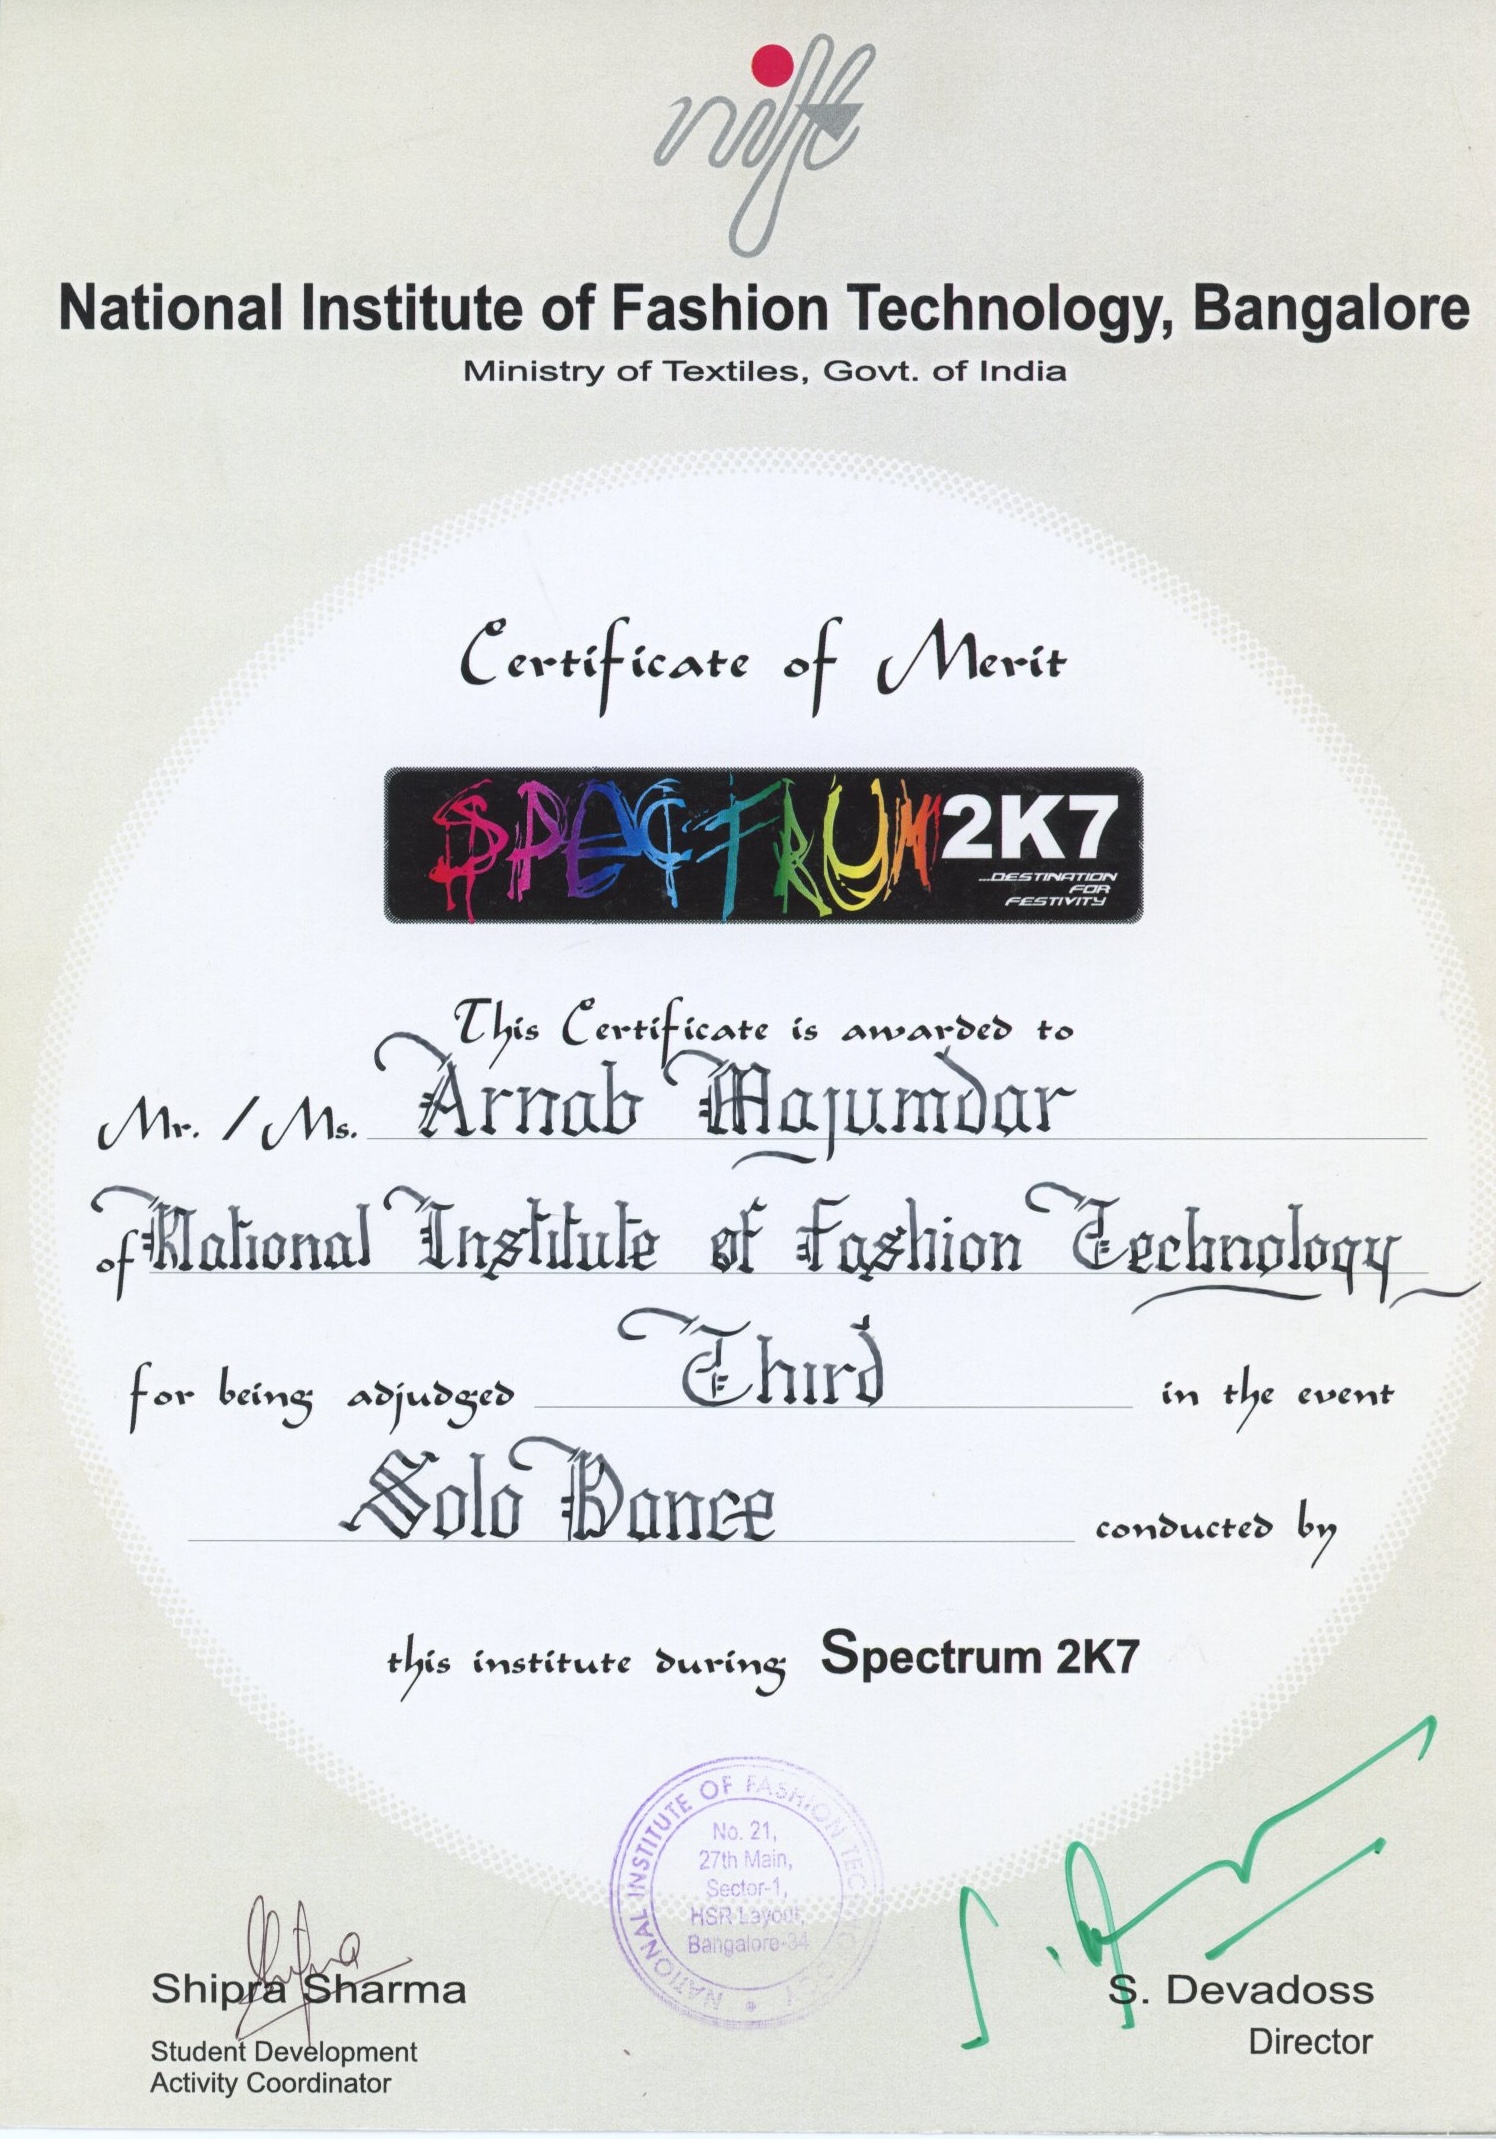 nift
National Institute of Fashion Technology, Bangalore
Ministry of Textiles, Govt. of India
Certificate of Merit
SPECTRUM 2K7
...DESTINATION
FOR
FESTIVITY
This Certificate is awarded to
Mr. / Ms. Arnab Majumdar
of National Institute of Fashion Technology
for being adjudged Third in the event
Solo Dance conducted by
this institute during Spectrum 2K7
NATIONAL INSTITUTE OF FASHION
No. 21,
27th Main,
Sector-1,
HSR Layout,
Bangalore-34
Shipra Sharma
Student Development
Activity Coordinator
S. Devadoss
Director